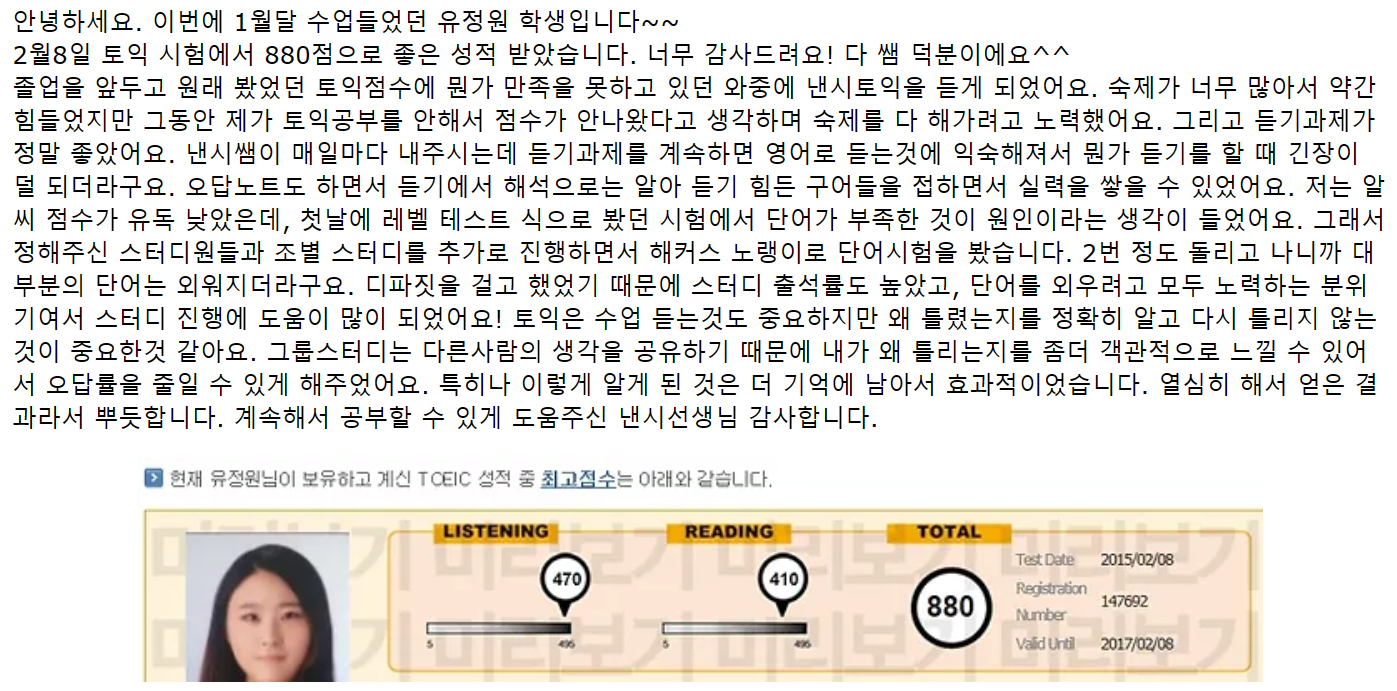 안녕하세요. 이번에 1월달 수업들었던 유정원 학생입니다~~
2월8일 토익 시험에서 880점으로 좋은 성적 받았습니다. 너무 감사드려요! 다 쌤 덕분이에요^^
졸업을 앞두고 원래 봤었던 토익점수에 뭔가 만족을 못하고 있던 와중에 낸시토익을 듣게 되었어요. 숙제가 너무 많아서 약간
힘들었지만 그동안 제가 토익공부를 안해서 점수가 안나왔다고 생각하며 숙제를 다 해가려고 노력했어요. 그리고 듣기과제가
정말 좋았어요. 낸시쌤이 매일마다 내주시는데 듣기과제를 계속하면 영어로 듣는것에 익숙해져서 뭔가 듣기를 할 때 긴장이
덜 되더라구요. 오답노트도 하면서 듣기에서 해석으로는 알아 듣기 힘든 구어들을 접하면서 실력을 쌓을 수 있었어요. 저는 알
씨 점수가 유독 낮았은데, 첫날에 레벨 테스트 식으로 봤던 시험에서 단어가 부족한 것이 원인이라는 생각이 들었어요. 그래서
정해주신 스터디원들과 조별 스터디를 추가로 진행하면서 해커스 노랭이로 단어시험을 봤습니다. 2번 정도 돌리고 나니까 대
부분의 단어는 외워지더라구요. 디파짓을 걸고 했었기 때문에 스터디 출석률도 높았고, 단어를 외우려고 모두 노력하는 분위
기여서 스터디 진행에 도움이 많이 되었어요! 토익은 수업 듣는것도 중요하지만 왜 틀렸는지를 정확히 알고 다시 틀리지 않는
것이 중요한것 같아요. 그룹스터디는 다른사람의 생각을 공유하기 때문에 내가 왜 틀리는지를 좀더 객관적으로 느낄 수 있어
서 오답률을 줄일 수 있게 해주었어요. 특히나 이렇게 알게 된 것은 더 기억에 남아서 효과적이었습니다. 열심히 해서 얻은 결
과라서 뿌듯합니다. 계속해서 공부할 수 있게 도움주신 낸시선생님 감사합니다.
현재 유정원님이 보유하고 계신 TOEIC 성적 중 최고점수는 아래와 같습니다.
LISTENING READING TOTAL
470 410 880
5 495 5 495
Test Date 2015/02/08
Registration Number 147692
Valid Until 2017/02/08
미리보기 미리보기 미리보기 미리보기
미리보기 미리보기 미리보기 미리보기